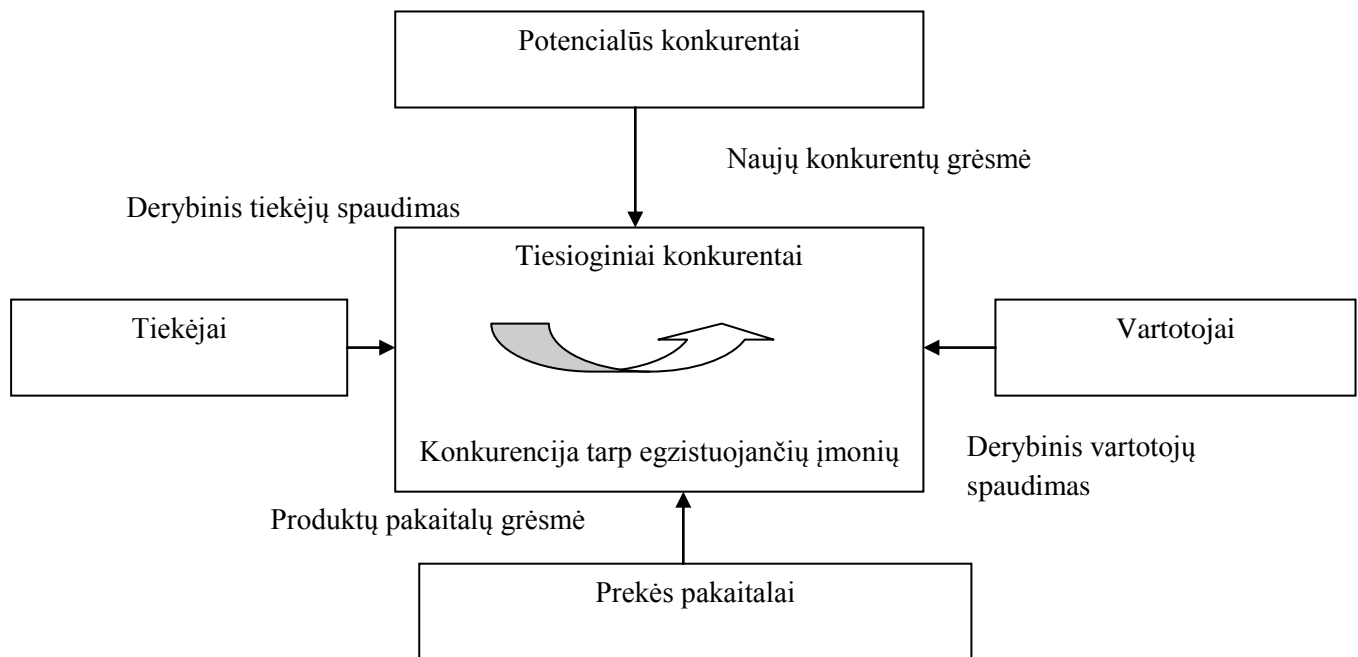 Potencialūs konkurentai
Naujų konkurentų grėsmė
Derybinis tiekėjų spaudimas
Tiesioginiai konkurentai
Tiekėjai
Vartotojai
Konkurencija tarp egzistuojančių įmonių
Derybinis vartotojų
spaudimas
Produktų pakaitalų grėsmė
Prekės pakaitalai